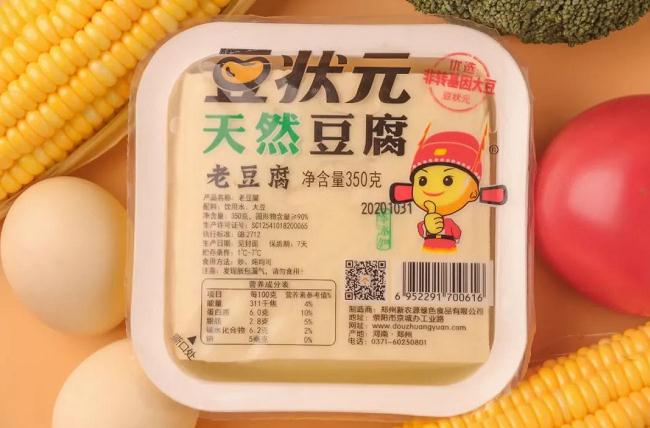 豆状元
优选
非转基因大豆
豆状元
天然豆腐
®
老豆腐 净含量350克
20201031
产品名称:老豆腐
配料:饮用水、大豆
净含量:350克,固形物含量≥90%
生产许可证号:SC12541018200065
执行标准:GB 2712
生产日期:见封面 保质期:7天
贮存条件:1℃-7℃
食用方法:炒、炖均可
注意:发现胀包漏气,请勿食用!
营养成分表
项目 每100克 营养素参考值%
能量 311千焦 4%
蛋白质 6.0克 10%
脂肪 2.8克 5%
碳水化合物 6.2克 2%
钠 5毫克 0%
撕口处
6 952291 700616
制造商:郑州新农源绿色食品有限公司
地址:荥阳市京城办工业路
网址:www.douzhuangyuan.com
产地:河南·郑州
电话:0371-60250801